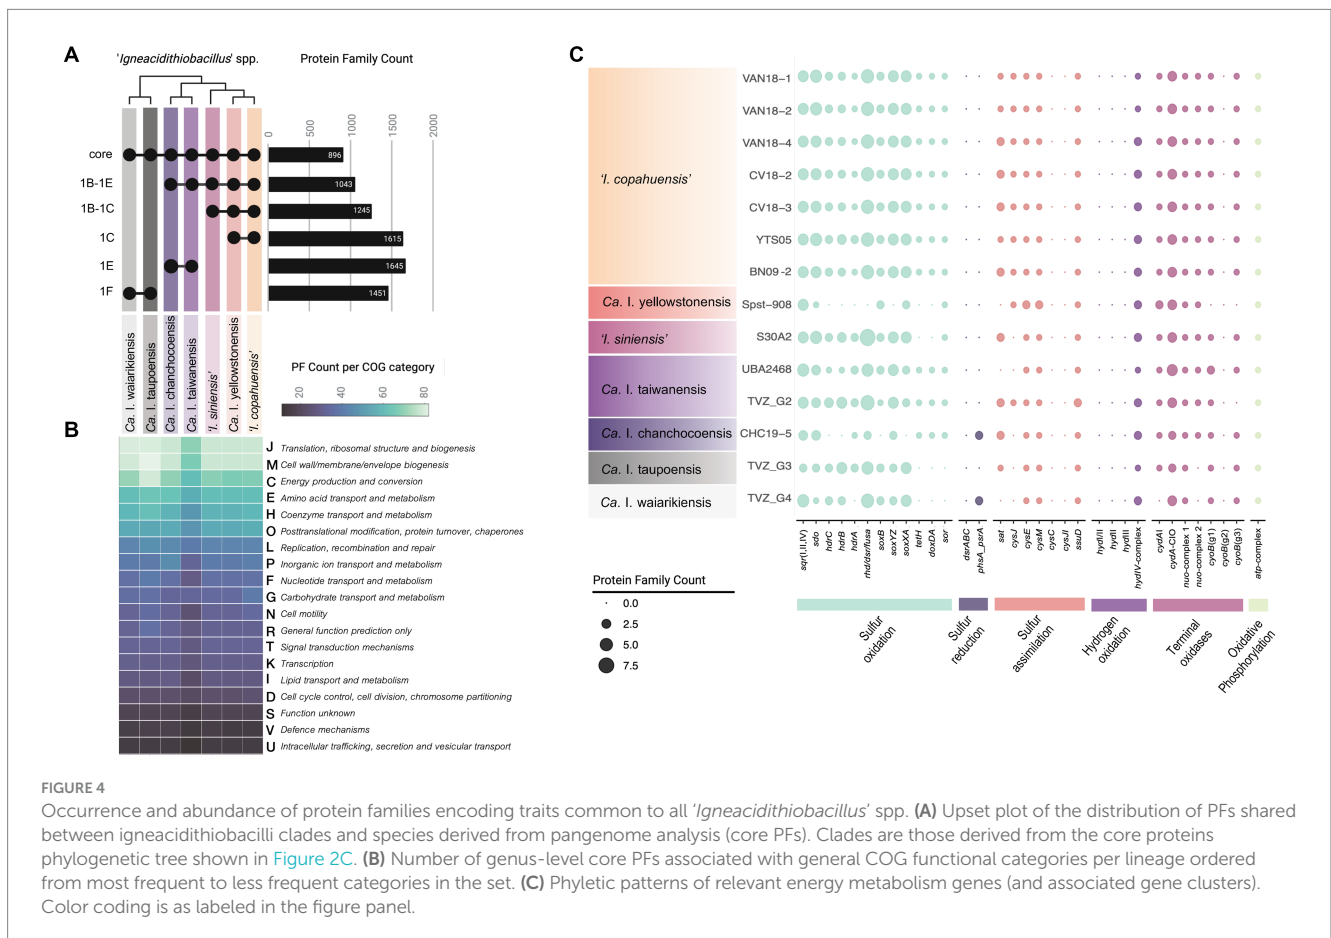 A
'Igneacidithiobacillus' spp.
Protein Family Count
0
500
1000
1500
2000
core
896
1B-1E
1043
1B-1C
1245
1C
1615
1E
1645
1F
1451
Ca. I. waiarikiensis
Ca. I. taupoensis
Ca. I. chanchocoensis
Ca. I. taiwanensis
'I. siniensis'
Ca. I. yellowstonensis
'I. copahuensis'
PF Count per COG category
20
40
60
80
B
J Translation, ribosomal structure and biogenesis
M Cell wall/membrane/envelope biogenesis
C Energy production and conversion
E Amino acid transport and metabolism
H Coenzyme transport and metabolism
O Posttranslational modification, protein turnover, chaperones
L Replication, recombination and repair
P Inorganic ion transport and metabolism
F Nucleotide transport and metabolism
G Carbohydrate transport and metabolism
N Cell motility
R General function prediction only
T Signal transduction mechanisms
K Transcription
I Lipid transport and metabolism
D Cell cycle control, cell division, chromosome partitioning
S Function unknown
V Defence mechanisms
U Intracellular trafficking, secretion and vesicular transport
C
'I. copahuensis'
Ca. I. yellowstonensis
'I. siniensis'
Ca. I. taiwanensis
Ca. I. chanchocoensis
Ca. I. taupoensis
Ca. I. waiarikiensis
VAN18-1
VAN18-2
VAN18-4
CV18-2
CV18-3
YTS05
BN09-2
Spst-908
S30A2
UBA2468
TVZ_G2
CHC19-5
TVZ_G3
TVZ_G4
sqr(I,II,IV)
sdo
hdrC
hdrB
hdrA
rhd/dsr/fusa
soxB
soxYZ
soxXA
tetH
doxDA
sor
dsrABC
phsA_psrA
sat
cysJ
cysE
cysM
cysC
cysJI
ssuD
hydI/II
hydII
hydIII
hydIV-complex
cydAII
cydA-CIO
nuo-complex 1
nuo-complex 2
cyoB(g1)
cyoB(g2)
cyoB(g3)
atp-complex
Sulfur
oxidation
Sulfur
reduction
Sulfur
assimilation
Hydrogen
oxidation
Terminal
oxidases
Oxidative
Phosphorylation
Protein Family Count
0.0
2.5
5.0
7.5
FIGURE 4
Occurrence and abundance of protein families encoding traits common to all 'Igneacidithiobacillus' spp. (A) Upset plot of the distribution of PFs shared
between igneacidithiobacilli clades and species derived from pangenome analysis (core PFs). Clades are those derived from the core proteins
phylogenetic tree shown in Figure 2C. (B) Number of genus-level core PFs associated with general COG functional categories per lineage ordered
from most frequent to less frequent categories in the set. (C) Phyletic patterns of relevant energy metabolism genes (and associated gene clusters).
Color coding is as labeled in the figure panel.